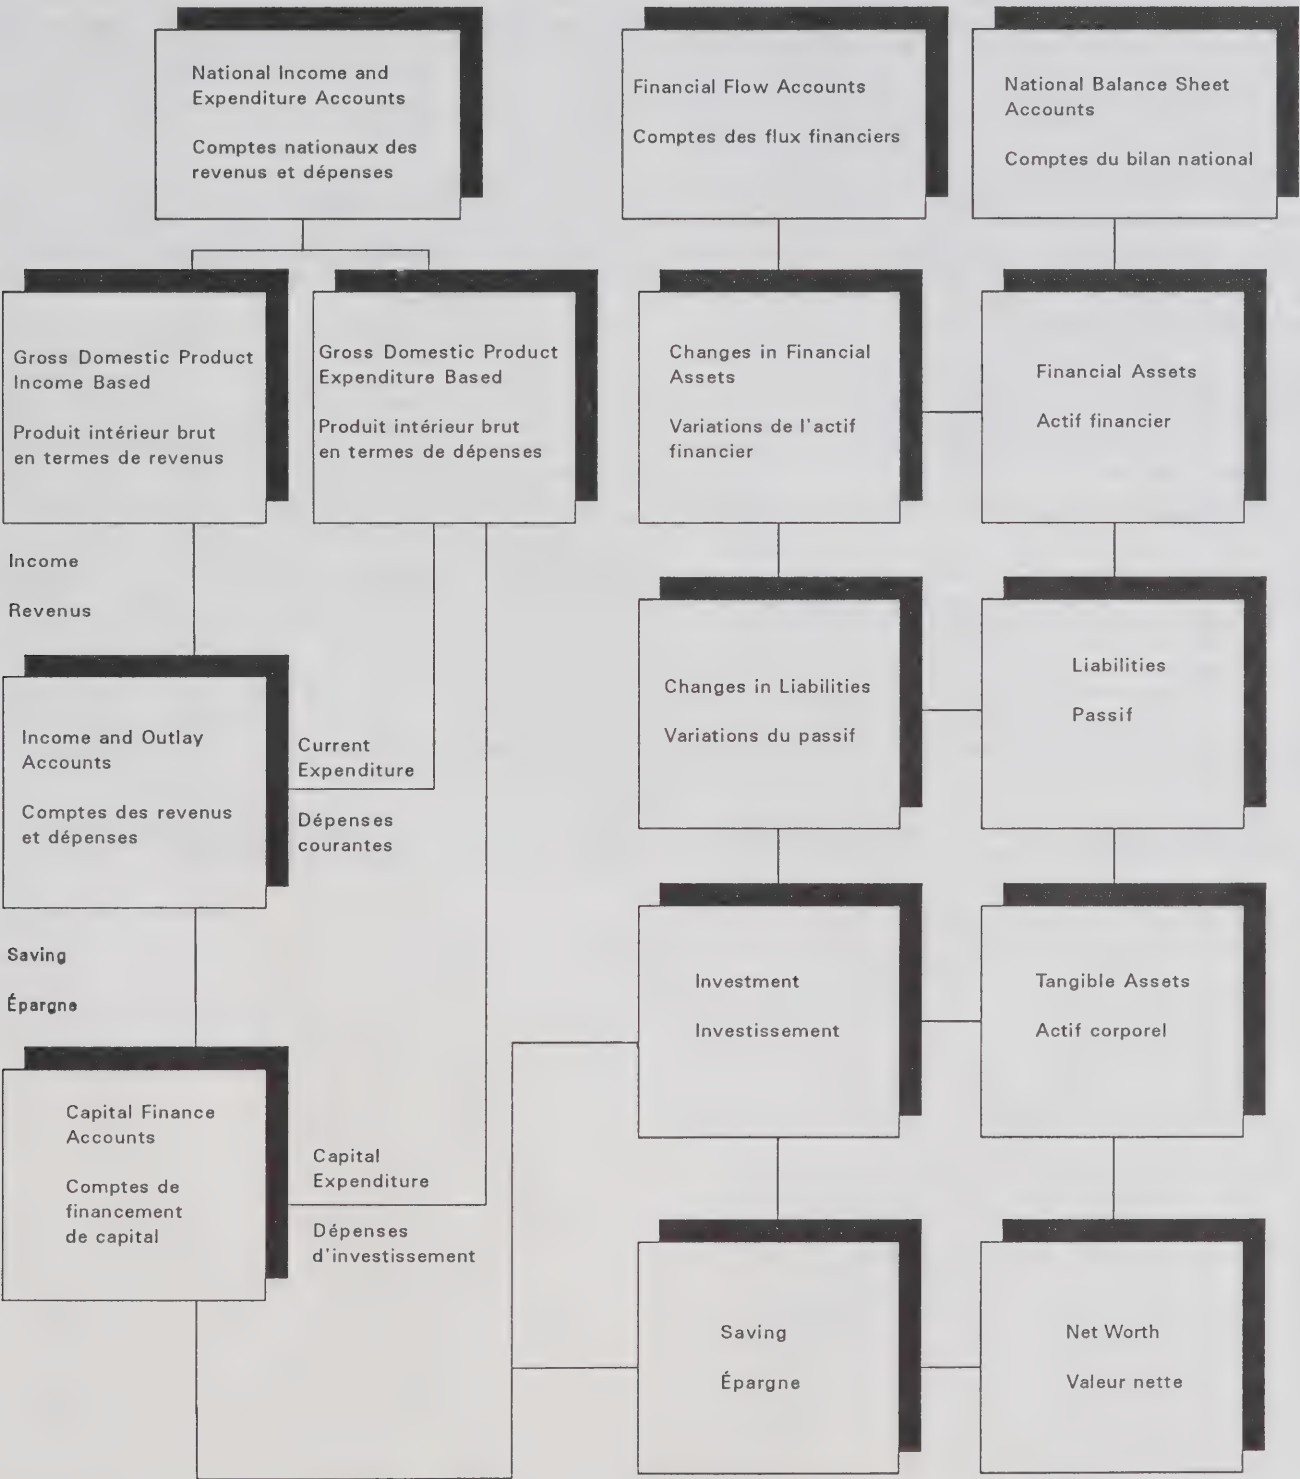 National Income and
Expenditure Accounts
Comptes nationaux des
revenus et dépenses
Financial Flow Accounts
Comptes des flux financiers
National Balance Sheet
Accounts
Comptes du bilan national
Gross Domestic Product
Income Based
Produit intérieur brut
en termes de revenus
Gross Domestic Product
Expenditure Based
Produit intérieur brut
en termes de dépenses
Changes in Financial
Assets
Variations de l'actif
financier
Financial Assets
Actif financier
Income
Revenus
Income and Outlay
Accounts
Comptes des revenus
et dépenses
Current
Expenditure
Dépenses
courantes
Changes in Liabilities
Variations du passif
Liabilities
Passif
Saving
Épargne
Investment
Investissement
Tangible Assets
Actif corporel
Capital Finance
Accounts
Comptes de
financement
de capital
Capital
Expenditure
Dépenses
d'investissement
Saving
Épargne
Net Worth
Valeur nette